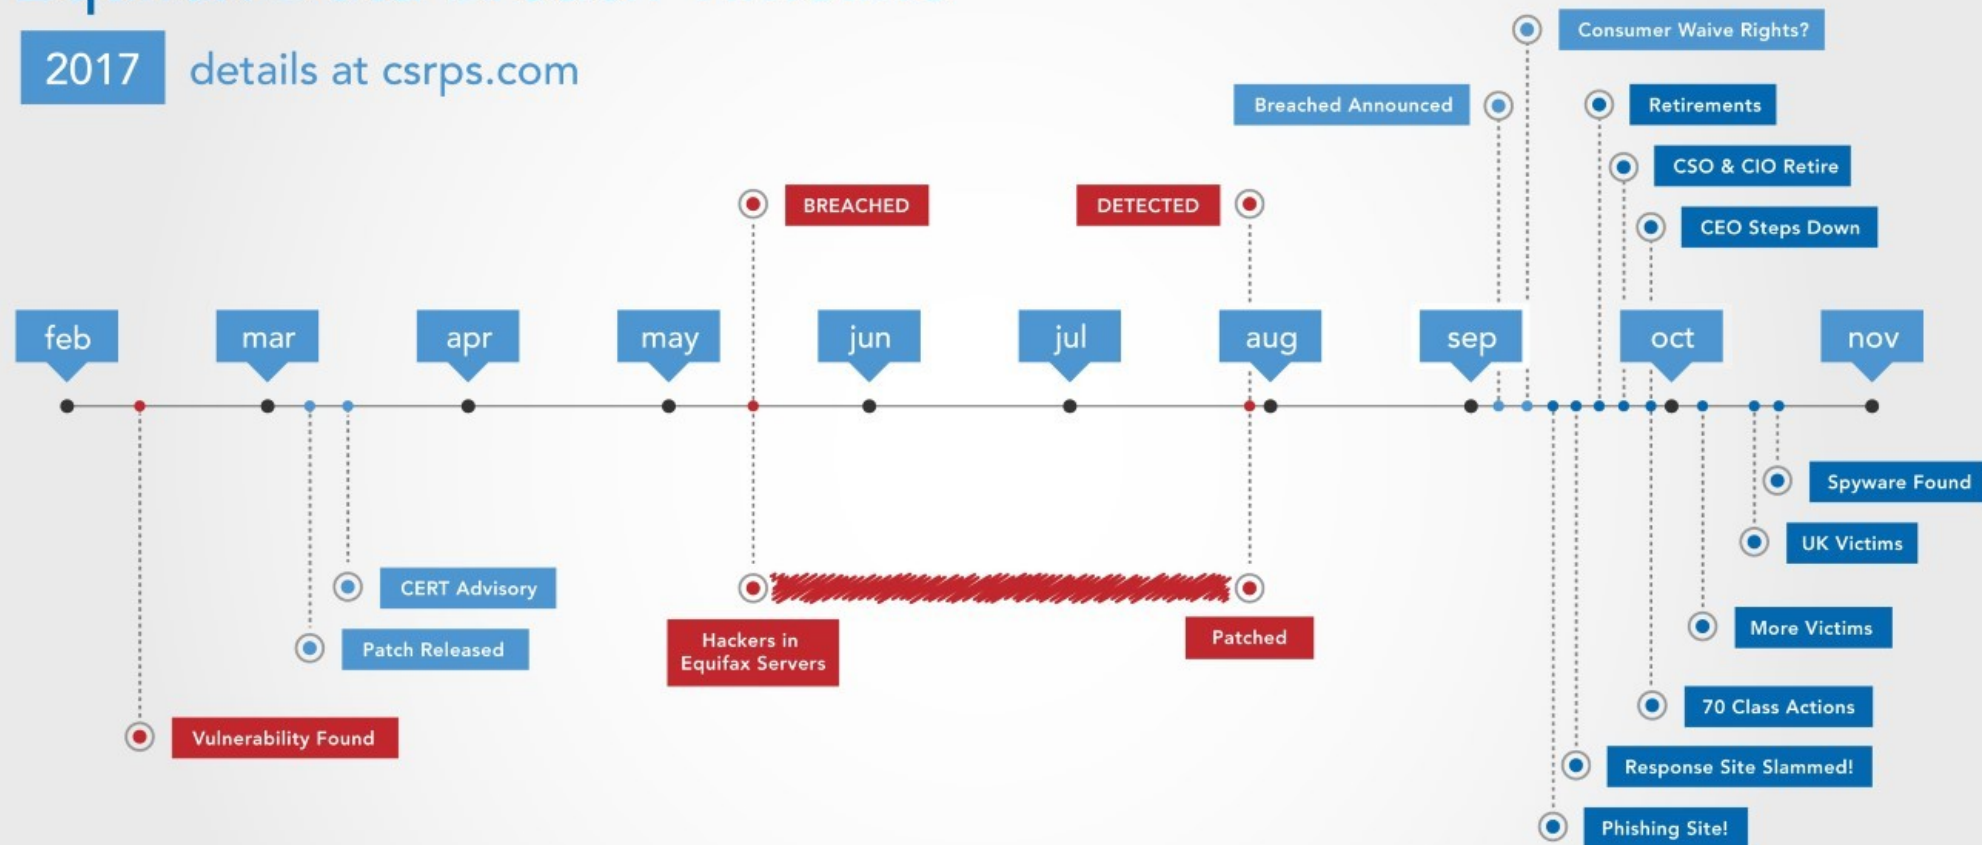 2017 details at csrps.com
Consumer Waive Rights?
Breached Announced
Retirements
CSO & CIO Retire
BREACHED
DETECTED
CEO Steps Down
feb
mar
apr
may
jun
jul
aug
sep
oct
nov
Spyware Found
UK Victims
CERT Advisory
More Victims
Hackers in
Equifax Servers
Patched
Patch Released
70 Class Actions
Vulnerability Found
Response Site Slammed!
Phishing Site!